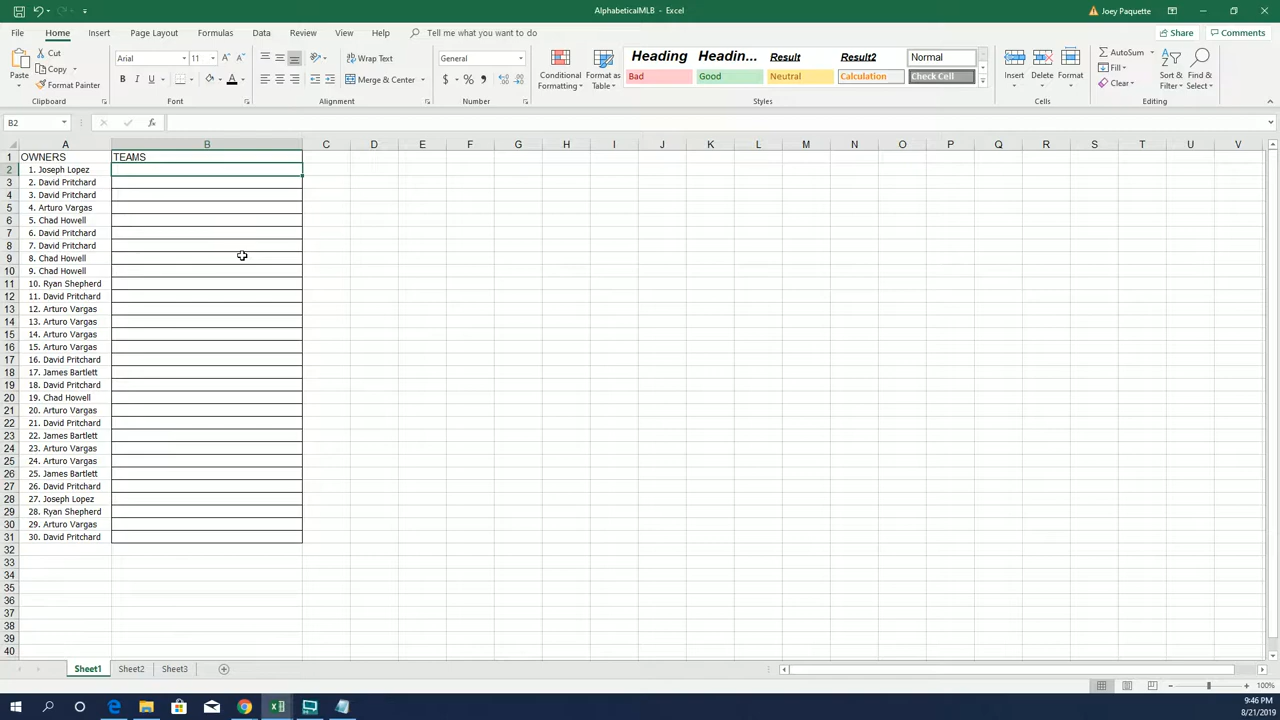 AlphabeticalMLB - Excel
Joey Paquette
File Home Insert Page Layout Formulas Data Review View Help Tell me what you want to do
Share Comments
Paste Cut Copy Format Painter
Arial 11
B I U A
Wrap Text
Merge & Center
General
$ % ,
Conditional Formatting
Format as Table
Heading Headin... Result Result2 Normal
Bad Good Neutral Calculation Check Cell
Insert Delete Format
AutoSum Fill Clear
Sort & Filter
Find & Select
Clipboard Font Alignment Number Styles Cells Editing
B2 fx
A B C D E F G H I J K L M N O P Q R S T U V
1 OWNERS TEAMS
2 1. Joseph Lopez
3 2. David Pritchard
4 3. David Pritchard
5 4. Arturo Vargas
6 5. Chad Howell
7 6. David Pritchard
8 7. David Pritchard
9 8. Chad Howell
10 9. Chad Howell
11 10. Ryan Shepherd
12 11. David Pritchard
13 12. Arturo Vargas
14 13. Arturo Vargas
15 14. Arturo Vargas
16 15. Arturo Vargas
17 16. David Pritchard
18 17. James Bartlett
19 18. David Pritchard
20 19. Chad Howell
21 20. Arturo Vargas
22 21. David Pritchard
23 22. James Bartlett
24 23. Arturo Vargas
25 24. Arturo Vargas
26 25. James Bartlett
27 26. David Pritchard
28 27. Joseph Lopez
29 28. Ryan Shepherd
30 29. Arturo Vargas
31 30. David Pritchard
32
33
34
35
36
37
38
39
40
Sheet1 Sheet2 Sheet3
100%
9:46 PM
8/21/2019